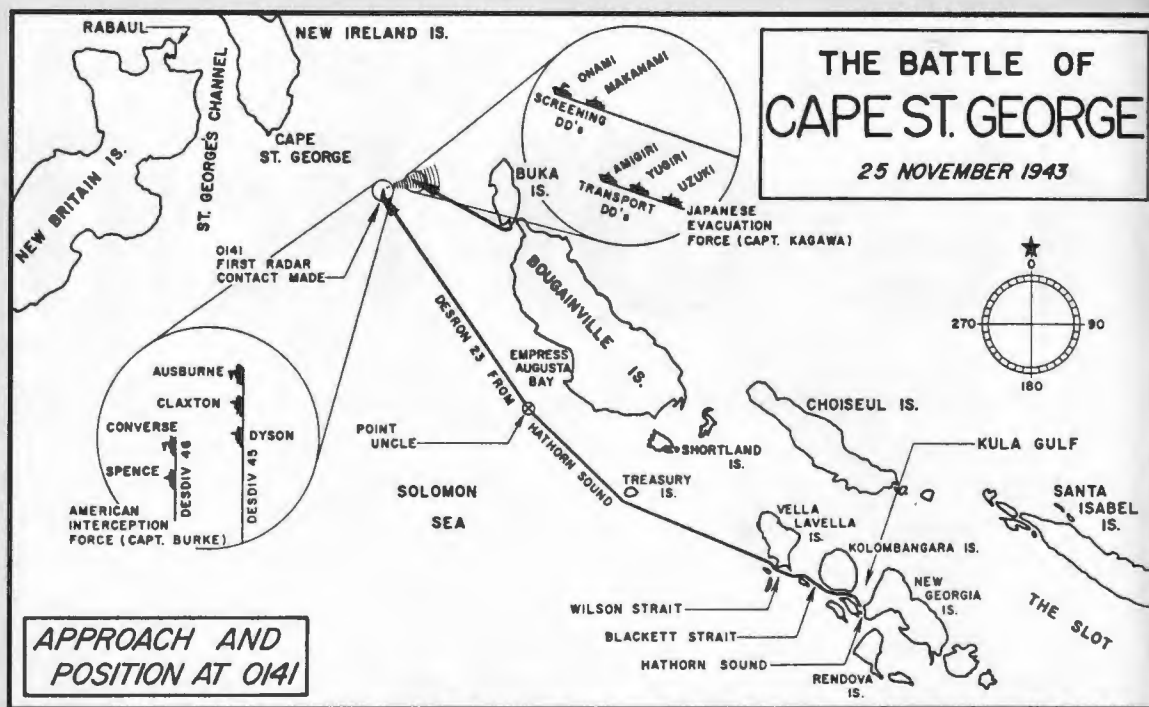 THE BATTLE OF
CAPE ST. GEORGE
25 NOVEMBER 1943
RABAUL
NEW IRELAND IS.
ST. GEORGE'S CHANNEL
CAPE
ST. GEORGE
NEW BRITAIN IS.
ONAMI
MAKANAMI
SCREENING
DD's
AMIGIRI
YUGIRI
UZUKI
TRANSPORT
DD's
JAPANESE
EVACUATION
FORCE (CAPT. KAGAWA)
BUKA
IS.
0141
FIRST RADAR
CONTACT MADE
BOUGAINVILLE
IS.
0
270
90
180
DESRON 23 FROM
HATHORN SOUND
EMPRESS
AUGUSTA
BAY
AUSBURNE
CLAXTON
CONVERSE
DYSON
SPENCE
DESDIV 46
DESDIV 45
AMERICAN
INTERCEPTION
FORCE (CAPT. BURKE)
POINT
UNCLE
CHOISEUL IS.
SHORTLAND
IS.
KULA GULF
TREASURY
IS.
SOLOMON
SEA
SANTA
ISABEL
IS.
VELLA
LAVELLA
IS.
KOLOMBANGARA IS.
NEW
GEORGIA
IS.
THE SLOT
WILSON STRAIT
BLACKETT STRAIT
HATHORN SOUND
RENDOVA
IS.
APPROACH AND
POSITION AT 0141